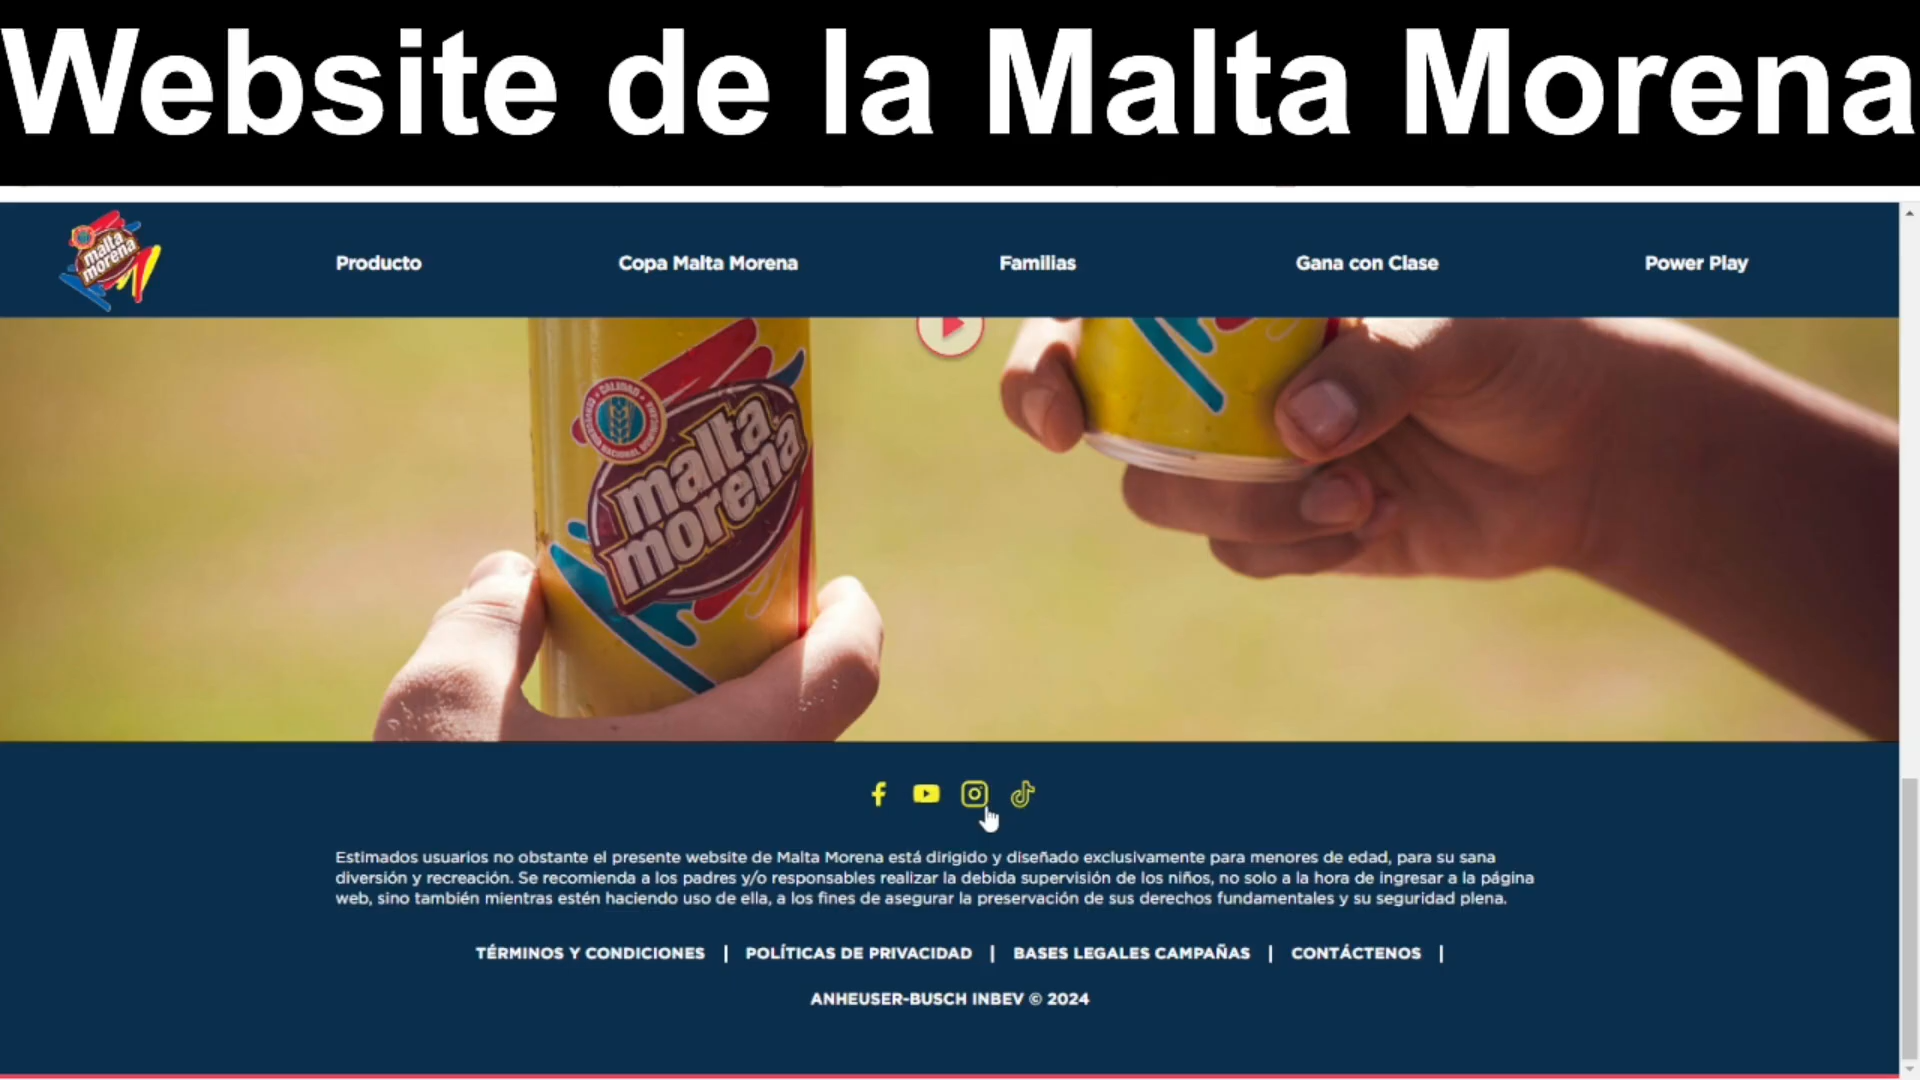 Website de la Malta Morena
malta
morena
Producto
Copa Malta Morena
Familias
Gana con Clase
Power Play
CALIDAD
CERVECERIA
NACIONAL DOMINICANA
malta
morena
Estimados usuarios no obstante el presente website de Malta Morena está dirigido y diseñado exclusivamente para menores de edad, para su sana
diversión y recreación. Se recomienda a los padres y/o responsables realizar la debida supervisión de los niños, no solo a la hora de ingresar a la página
web, sino también mientras estén haciendo uso de ella, a los fines de asegurar la preservación de sus derechos fundamentales y su seguridad plena.
TÉRMINOS Y CONDICIONES | POLÍTICAS DE PRIVACIDAD | BASES LEGALES CAMPAÑAS | CONTÁCTENOS |
ANHEUSER-BUSCH INBEV © 2024